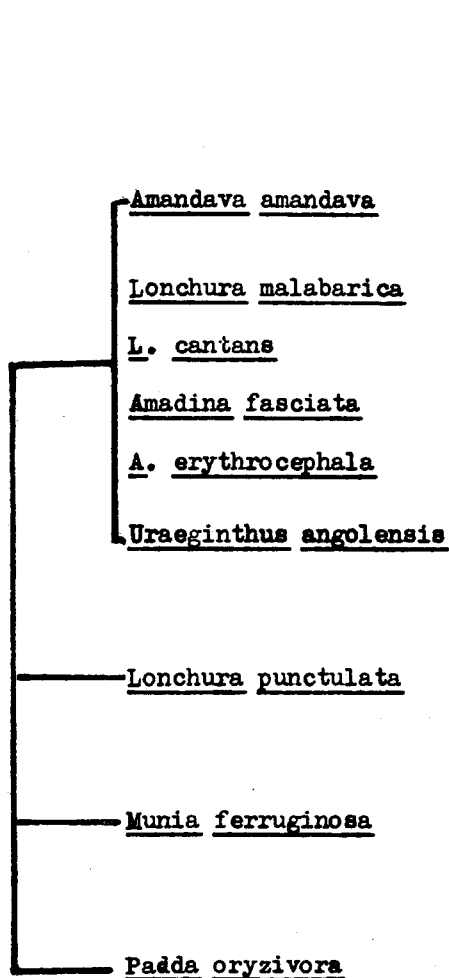 Amandava amandava
Lonchura malabarica
L. cantans
Amadina fasciata
A. erythrocephala
Uraeginthus angolensis
Lonchura punctulata
Munia ferruginosa
Padda oryzivora